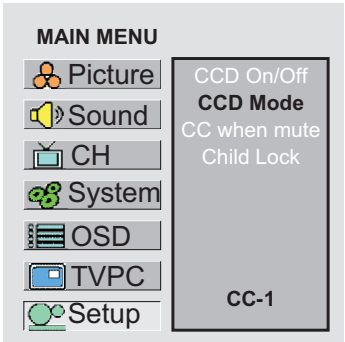 MAIN MENU
Picture
Sound
CH
System
OSD
TVPC
Setup
CCD On/Off
CCD Mode
CC when mute
Child Lock
CC-1